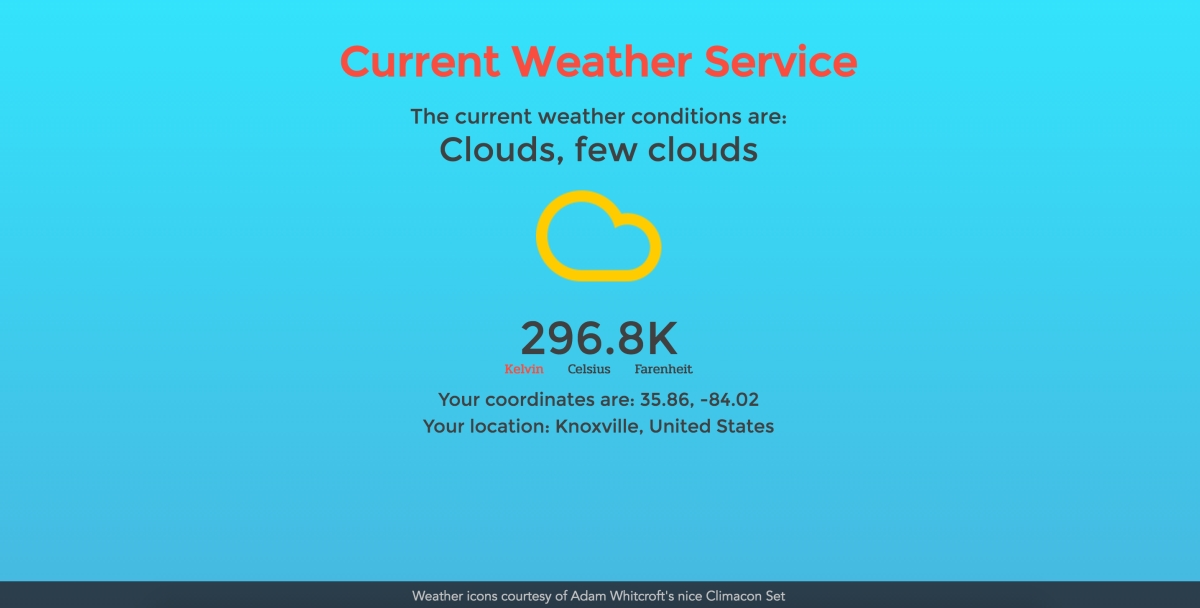 Current Weather Service
The current weather conditions are:
Clouds, few clouds
296.8K
Kelvin Celsius Farenheit
Your coordinates are: 35.86, -84.02
Your location: Knoxville, United States
Weather icons courtesy of Adam Whitcroft's nice Climacon Set